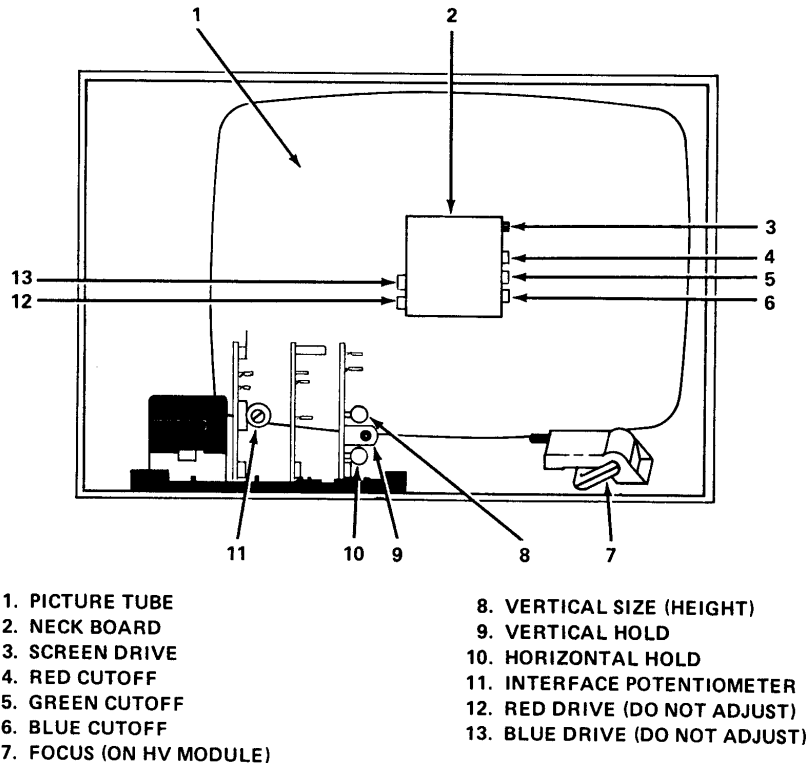 1
2
3
4
5
6
13
12
11
10
9
8
7
1. PICTURE TUBE
2. NECK BOARD
3. SCREEN DRIVE
4. RED CUTOFF
5. GREEN CUTOFF
6. BLUE CUTOFF
7. FOCUS (ON HV MODULE)
8. VERTICAL SIZE (HEIGHT)
9. VERTICAL HOLD
10. HORIZONTAL HOLD
11. INTERFACE POTENTIOMETER
12. RED DRIVE (DO NOT ADJUST)
13. BLUE DRIVE (DO NOT ADJUST)